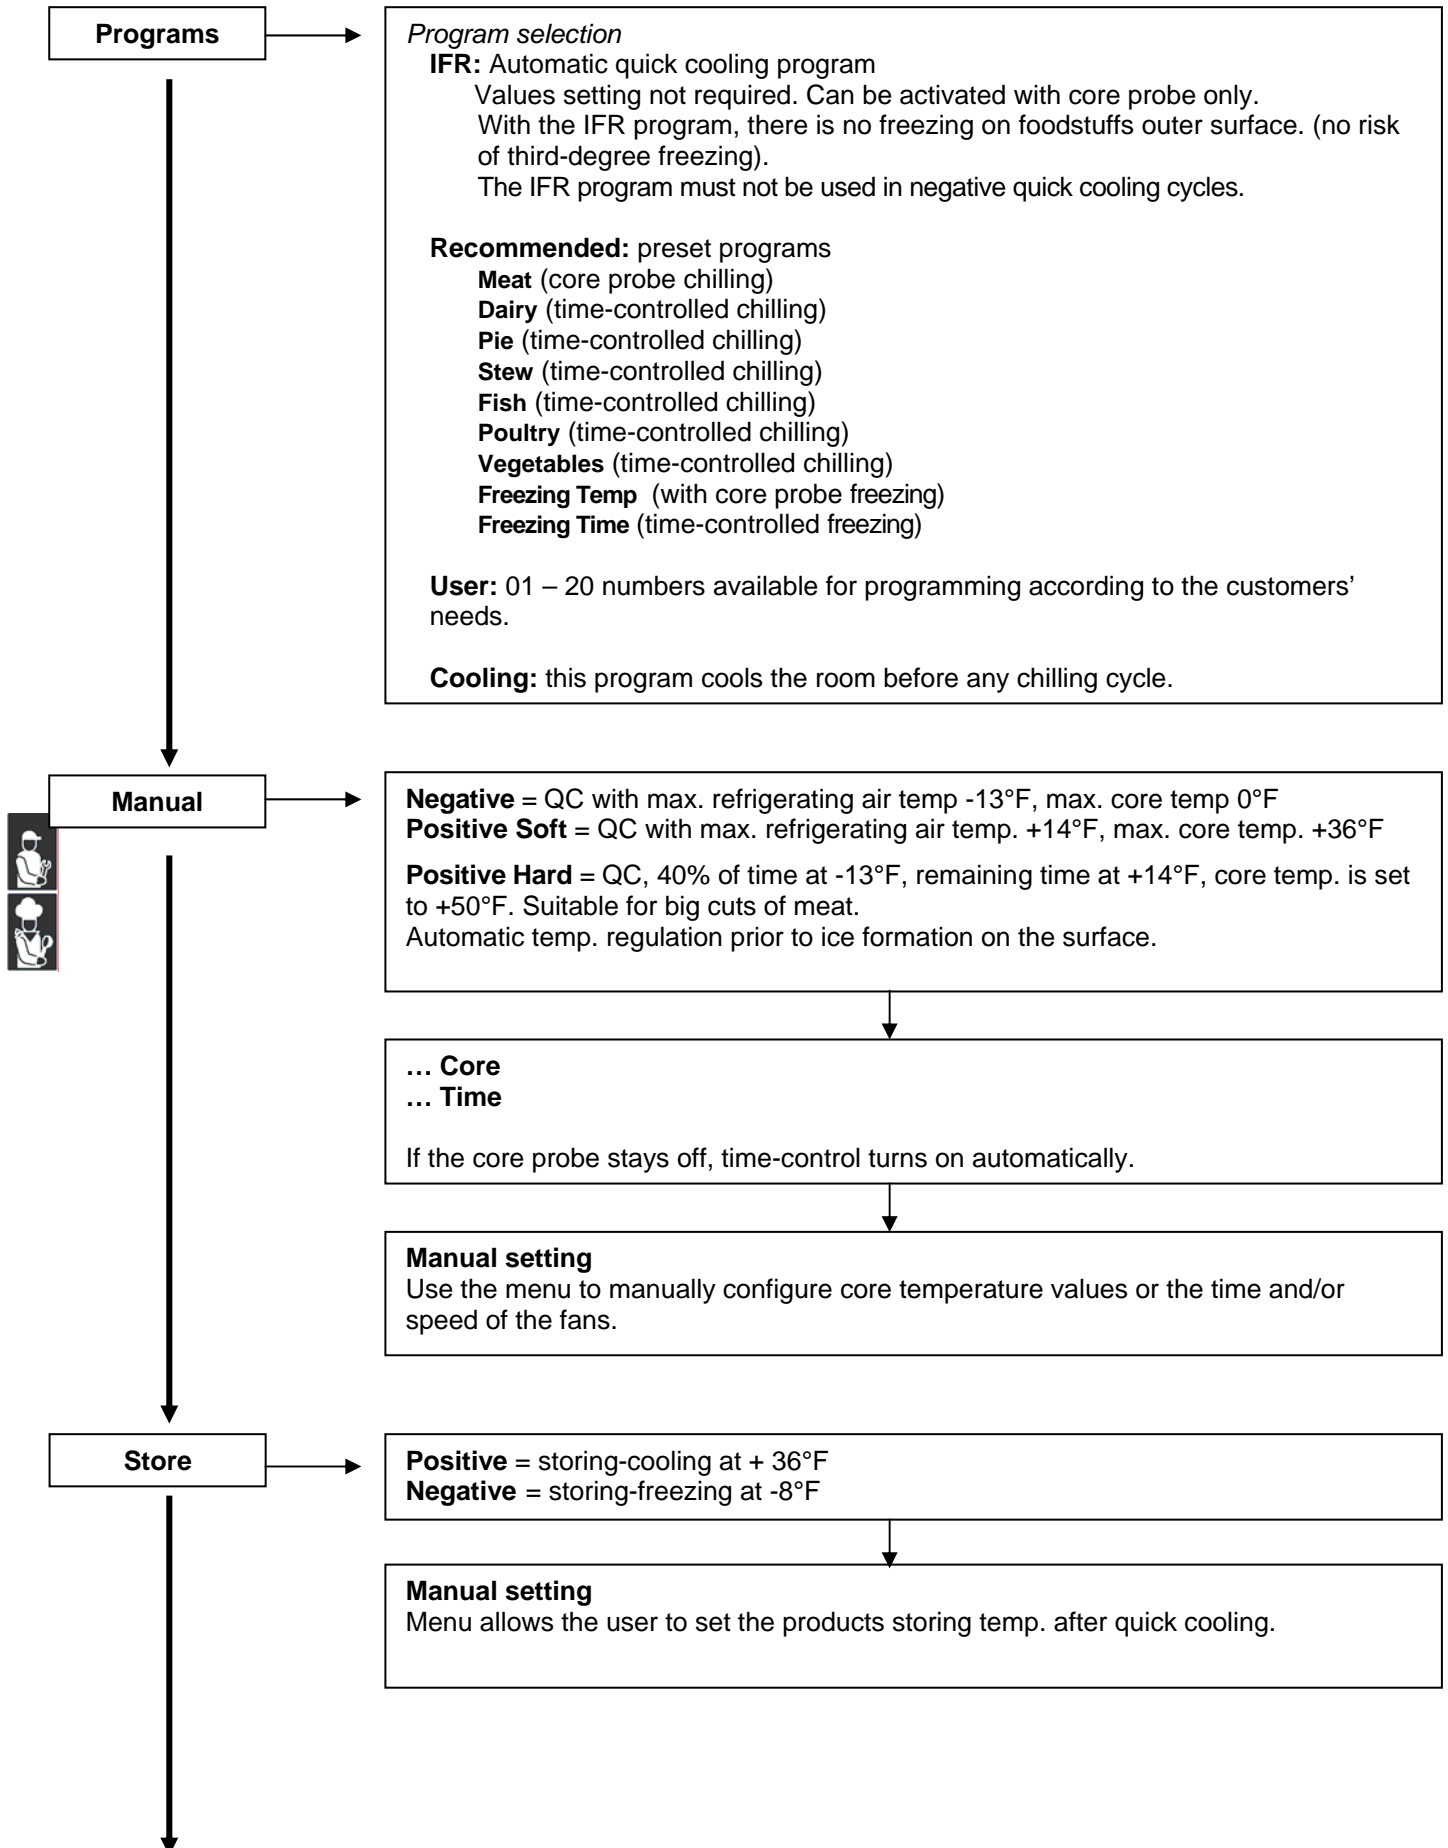 Programs
Program selection
IFR: Automatic quick cooling program
Values setting not required. Can be activated with core probe only.
With the IFR program, there is no freezing on foodstuffs outer surface. (no risk
of third-degree freezing).
The IFR program must not be used in negative quick cooling cycles.
Recommended: preset programs
Meat (core probe chilling)
Dairy (time-controlled chilling)
Pie (time-controlled chilling)
Stew (time-controlled chilling)
Fish (time-controlled chilling)
Poultry (time-controlled chilling)
Vegetables (time-controlled chilling)
Freezing Temp (with core probe freezing)
Freezing Time (time-controlled freezing)
User: 01 – 20 numbers available for programming according to the customers’
needs.
Cooling: this program cools the room before any chilling cycle.
Manual
Negative = QC with max. refrigerating air temp -13°F, max. core temp 0°F
Positive Soft = QC with max. refrigerating air temp. +14°F, max. core temp. +36°F
Positive Hard = QC, 40% of time at -13°F, remaining time at +14°F, core temp. is set
to +50°F. Suitable for big cuts of meat.
Automatic temp. regulation prior to ice formation on the surface.
… Core
… Time
If the core probe stays off, time-control turns on automatically.
Manual setting
Use the menu to manually configure core temperature values or the time and/or
speed of the fans.
Store
Positive = storing-cooling at + 36°F
Negative = storing-freezing at -8°F
Manual setting
Menu allows the user to set the products storing temp. after quick cooling.